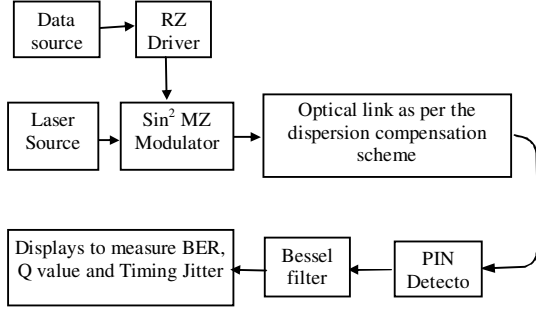 Data
source
RZ
Driver
Laser
Source
Sin² MZ
Modulator
Optical link as per the
dispersion compensation
scheme
Displays to measure BER,
Q value and Timing Jitter
Bessel
filter
PIN
Detecto